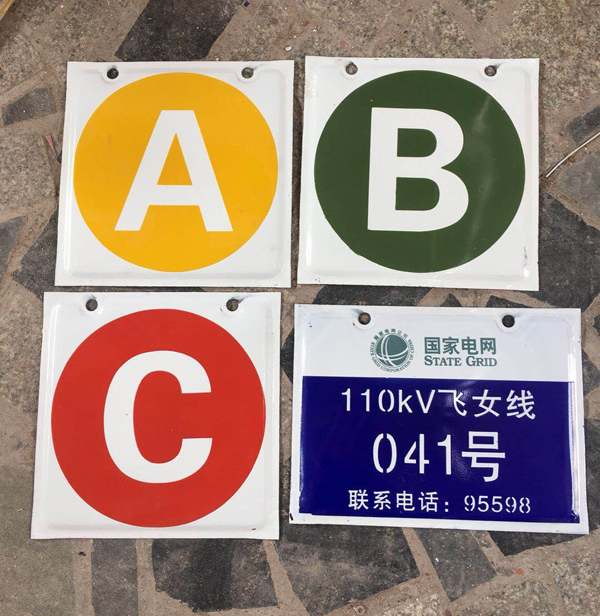 A
B
C
国家电网
STATE GRID
110kV飞女线
041号
联系电话：95598